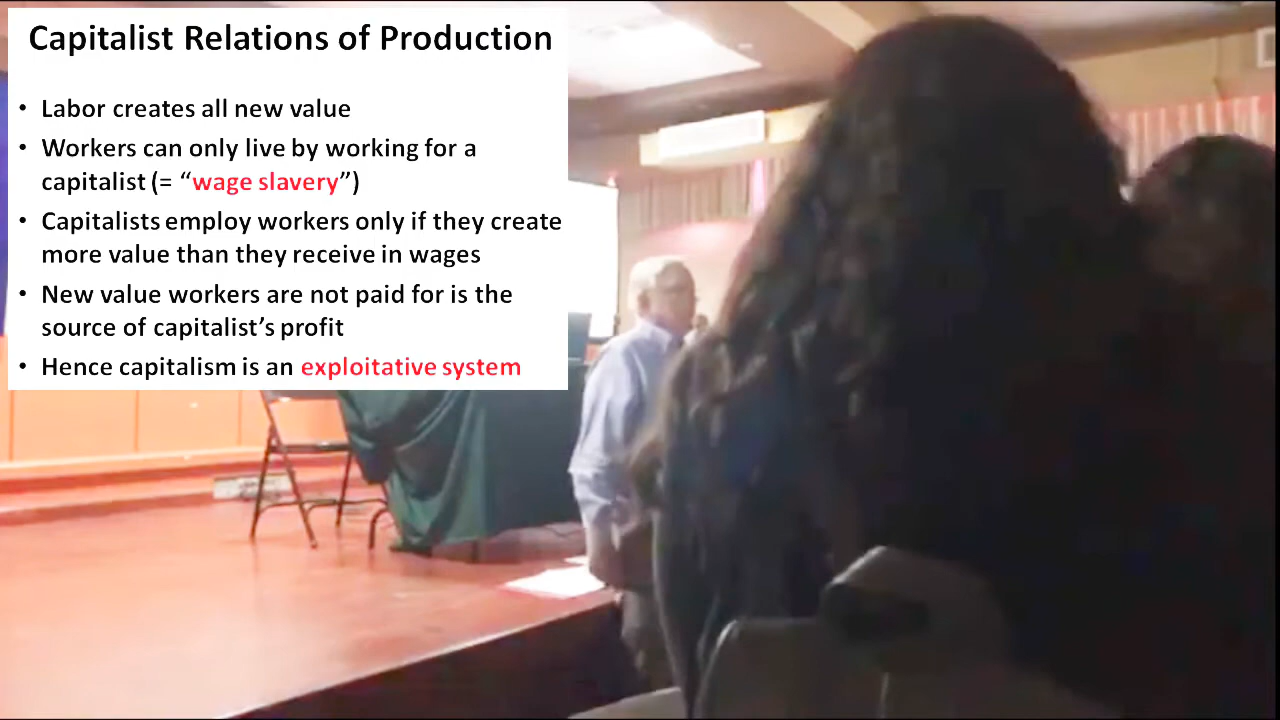 Capitalist Relations of Production
• Labor creates all new value
• Workers can only live by working for a
capitalist (= “wage slavery”)
• Capitalists employ workers only if they create
more value than they receive in wages
• New value workers are not paid for is the
source of capitalist’s profit
• Hence capitalism is an exploitative system